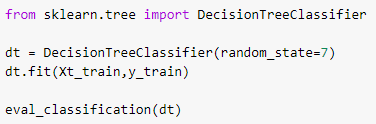 from sklearn.tree import DecisionTreeClassifier
dt = DecisionTreeClassifier(random_state=7)
dt.fit(Xt_train,y_train)
eval_classification(dt)